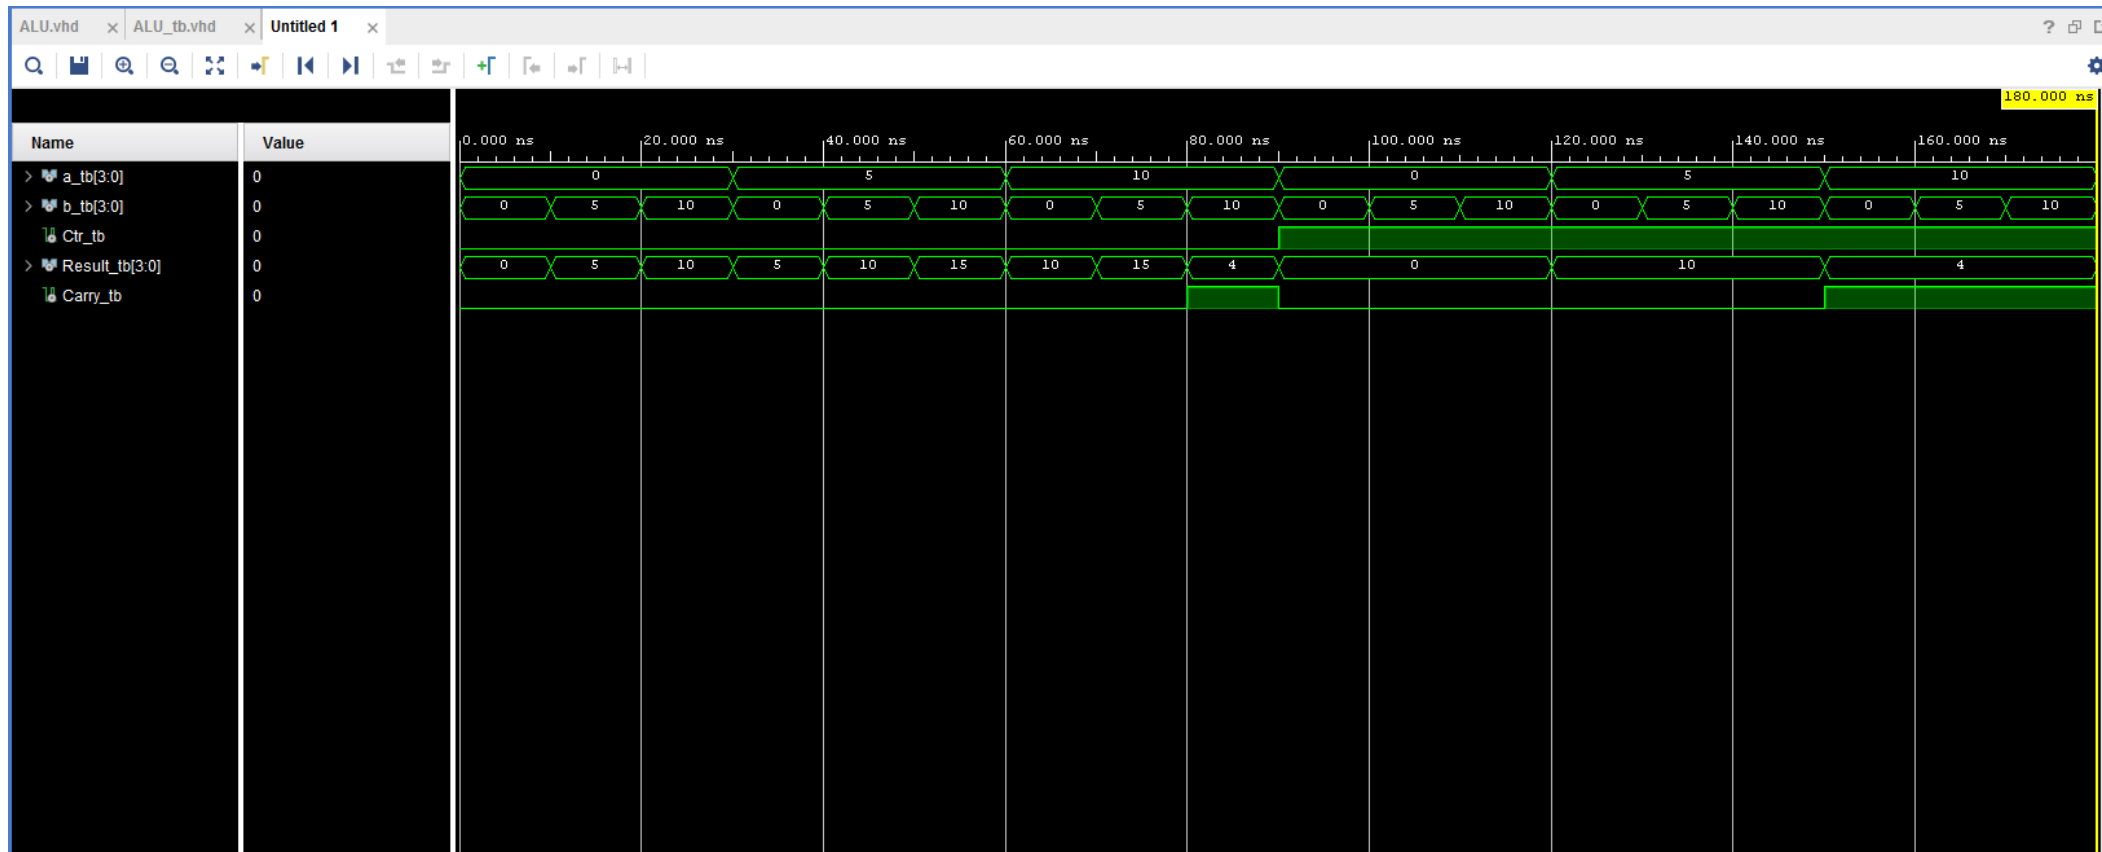 ALU.vhd ALU_tb.vhd Untitled 1
180.000 ns
Name Value 0.000 ns 20.000 ns 40.000 ns 60.000 ns 80.000 ns 100.000 ns 120.000 ns 140.000 ns 160.000 ns
a_tb[3:0] 0 0 5 10 0 5 10
b_tb[3:0] 0 0 5 10 0 5 10 0 5 10 0 5 10 0 5 10 0 5 10
Ctr_tb 0
Result_tb[3:0] 0 0 5 10 5 10 15 10 15 4 0 10 4
Carry_tb 0